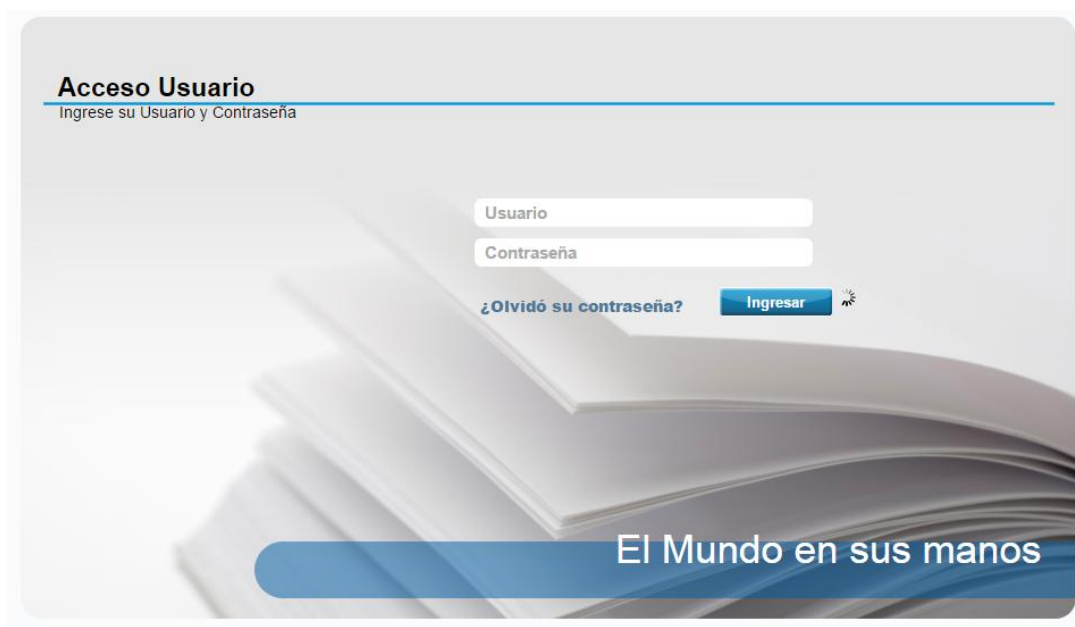 Acceso Usuario
Ingrese su Usuario y Contraseña
Usuario
Contraseña
¿Olvidó su contraseña?
Ingresar
El Mundo en sus manos